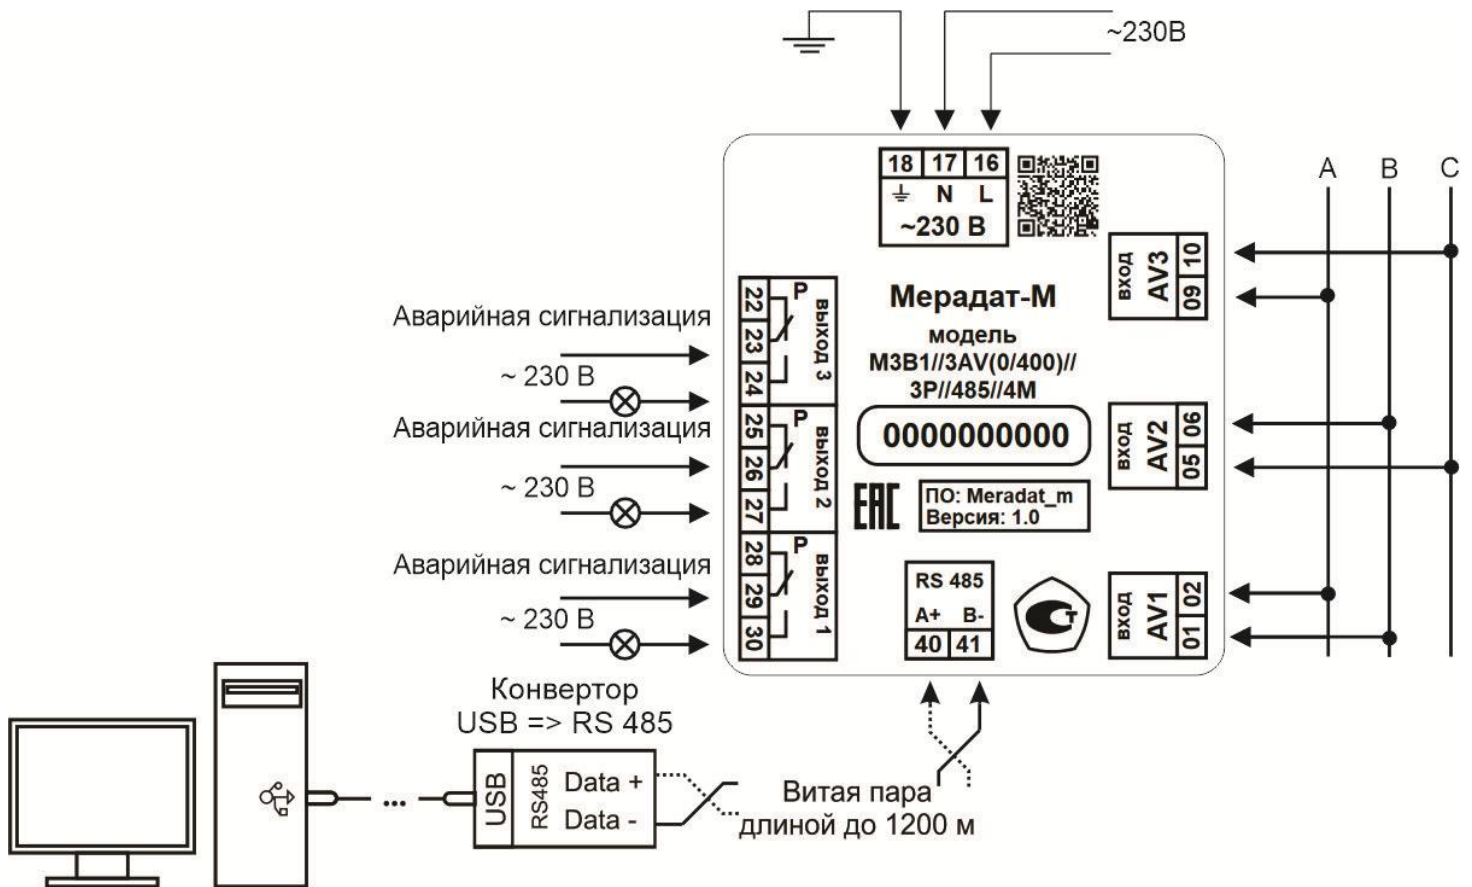 ~230В
18 17 16
N L
~230 В
A B C
вход AV3 10 09
22 23 24 P выход 3
Мерадат-М
модель
М3В1//3AV(0/400)//
3P//485//4М
0000000000
Аварийная сигнализация
~ 230 В
25 26 27 P выход 2
вход AV2 06 05
Аварийная сигнализация
~ 230 В
EAC
ПО: Meradat_m
Версия: 1.0
28 29 30 P выход 1
Аварийная сигнализация
~ 230 В
RS 485
A+ B-
40 41
Т
вход AV1 02 01
Конвертор
USB => RS 485
USB
RS485
Data +
Data -
...
Витая пара
длиной до 1200 м